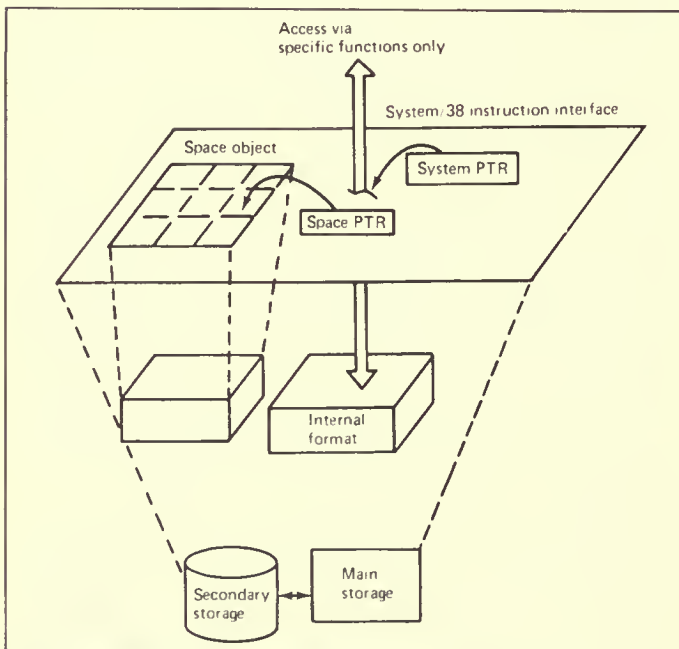 Access via
specific functions only
System/38 instruction interface
Space object
System PTR
Space PTR
Internal
format
Secondary
storage
Main
storage